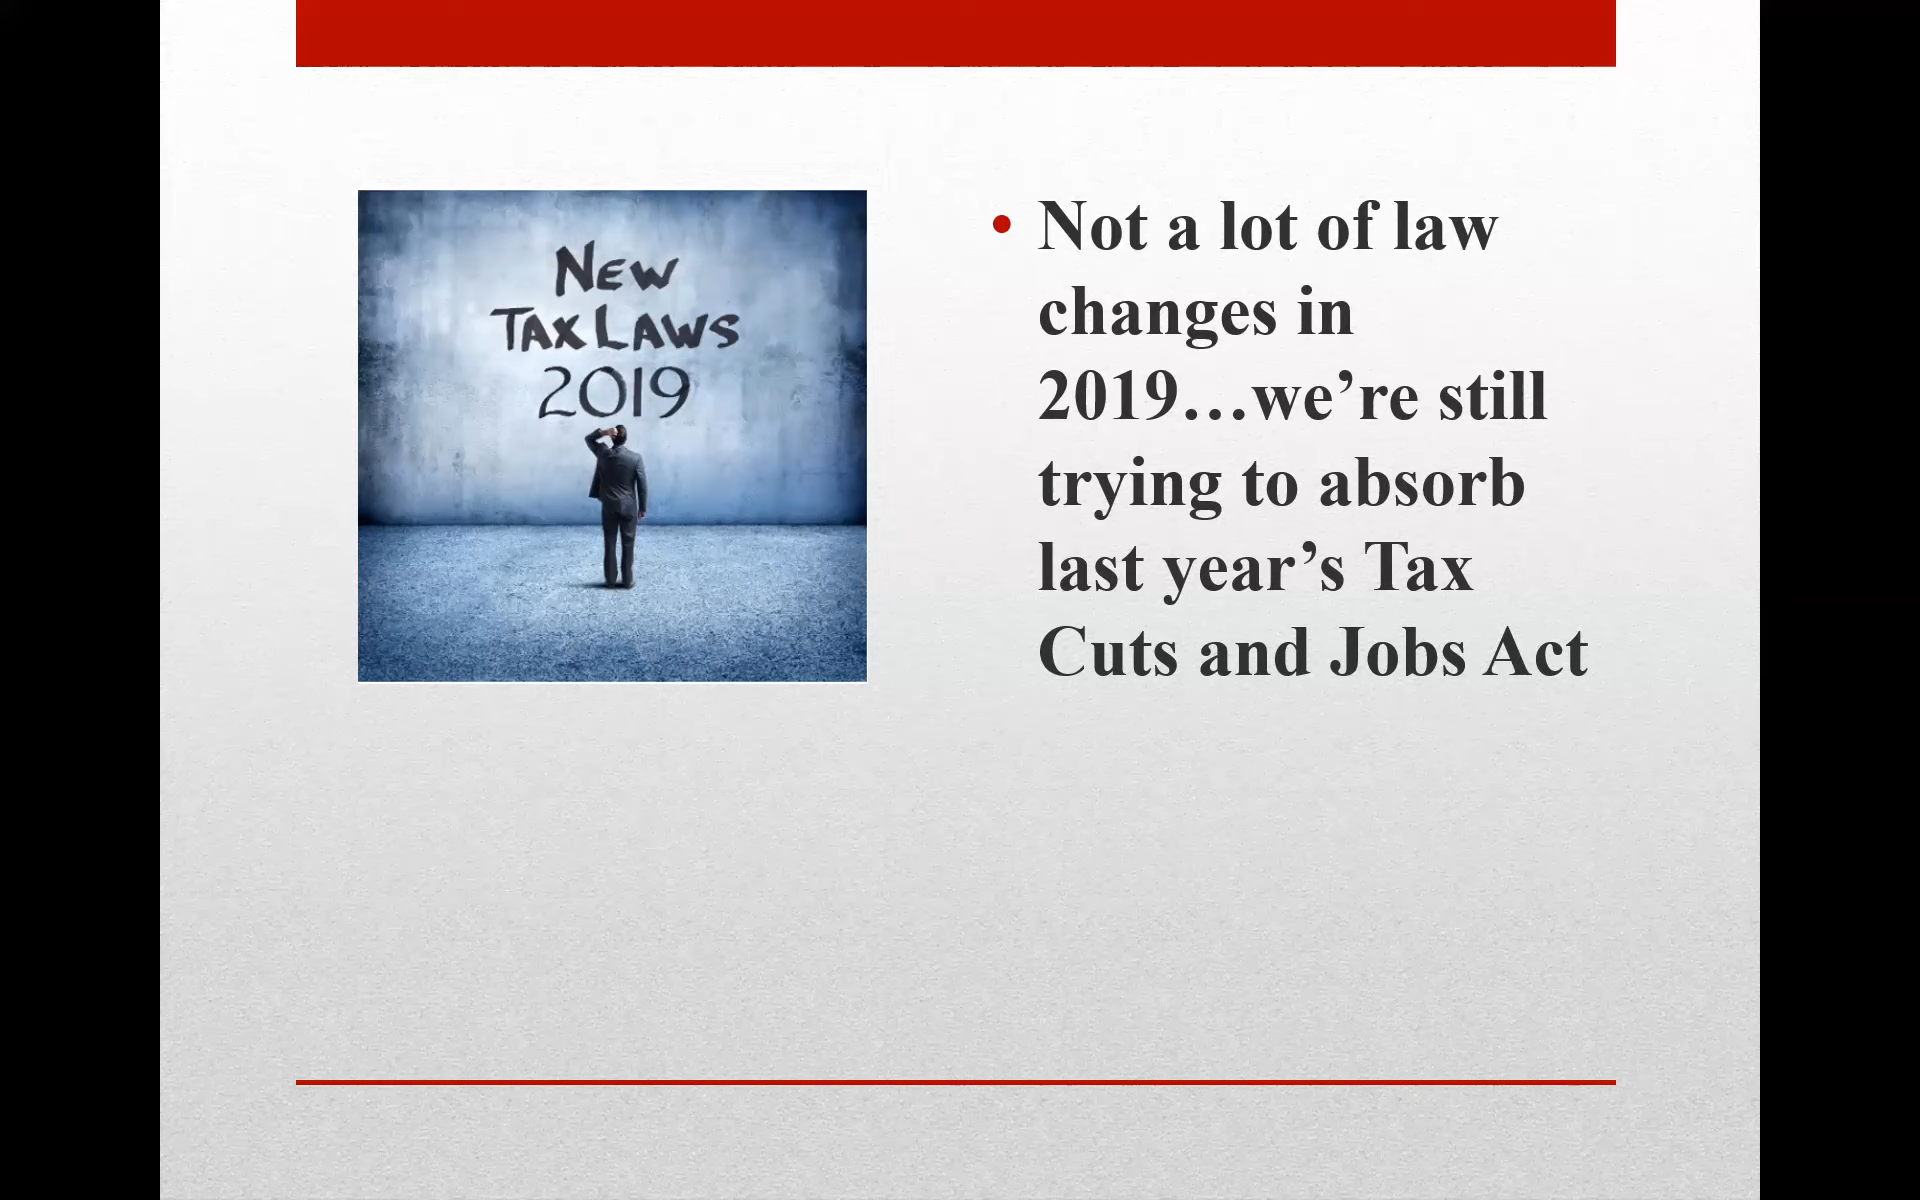 New
Tax Laws
2019
• Not a lot of law
changes in
2019…we’re still
trying to absorb
last year’s Tax
Cuts and Jobs Act